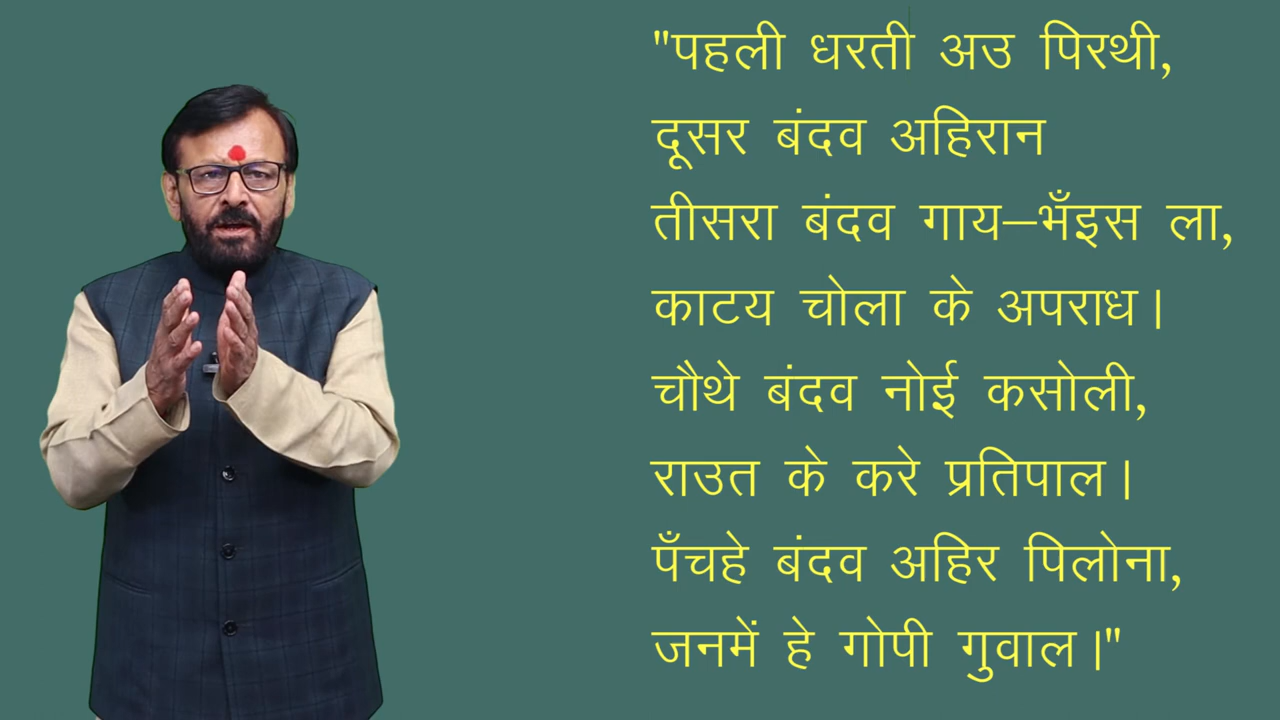 "पहली धरती अउ पिरथी,
दूसर बंदव अहिरान
तीसरा बंदव गाय–भँइस ला,
काटय चोला के अपराध।
चौथे बंदव नोई कसोली,
राउत के करे प्रतिपाल।
पँचहे बंदव अहिर पिलोना,
जनमें हे गोपी गुवाल।"